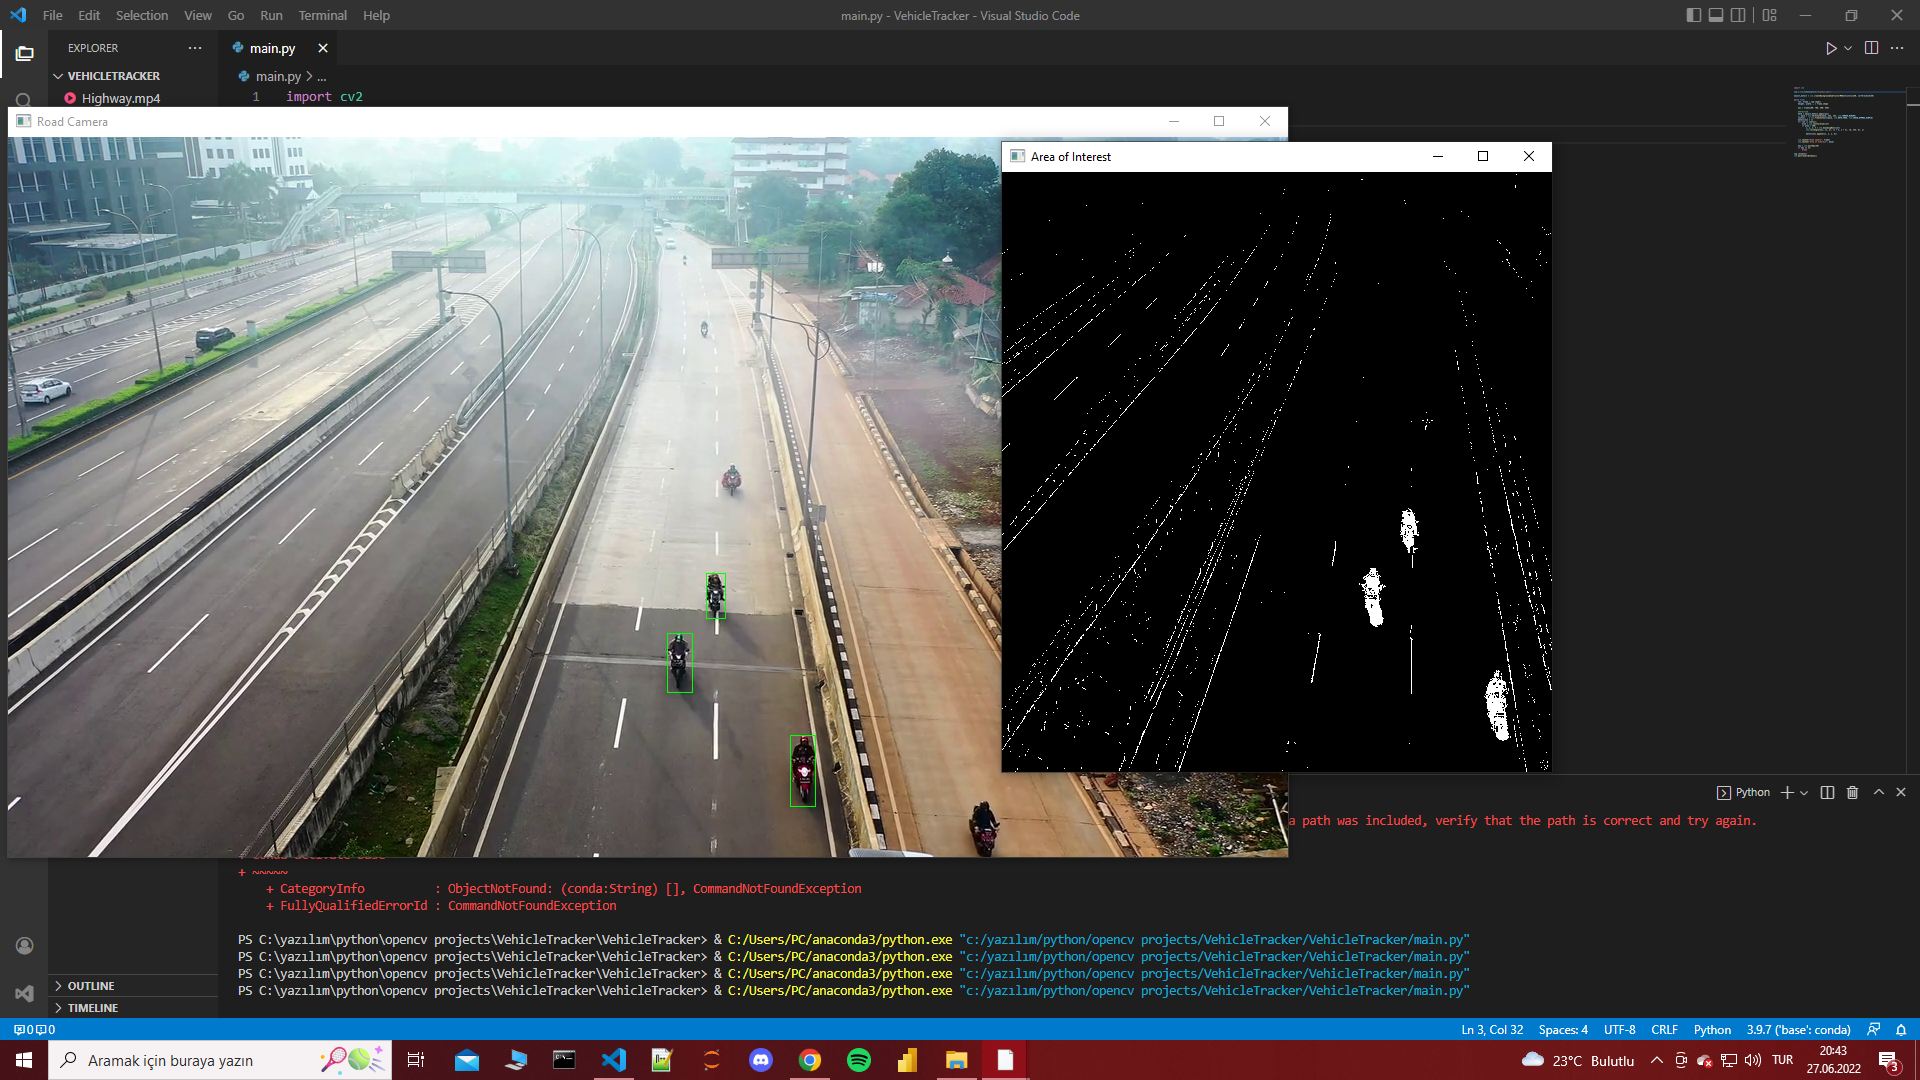 File Edit Selection View Go Run Terminal Help
main.py - VehicleTracker - Visual Studio Code
EXPLORER
main.py
VEHICLETRACKER
main.py > ...
Highway.mp4
1 import cv2
Road Camera
Area of Interest
Python
a path was included, verify that the path is correct and try again.
+ ~~~~~
+ CategoryInfo : ObjectNotFound: (conda:String) [], CommandNotFoundException
+ FullyQualifiedErrorId : CommandNotFoundException
PS C:\yazılım\python\opencv projects\VehicleTracker\VehicleTracker> & C:/Users/PC/anaconda3/python.exe "c:/yazılım/python/opencv projects/VehicleTracker/VehicleTracker/main.py"
PS C:\yazılım\python\opencv projects\VehicleTracker\VehicleTracker> & C:/Users/PC/anaconda3/python.exe "c:/yazılım/python/opencv projects/VehicleTracker/VehicleTracker/main.py"
PS C:\yazılım\python\opencv projects\VehicleTracker\VehicleTracker> & C:/Users/PC/anaconda3/python.exe "c:/yazılım/python/opencv projects/VehicleTracker/VehicleTracker/main.py"
PS C:\yazılım\python\opencv projects\VehicleTracker\VehicleTracker> & C:/Users/PC/anaconda3/python.exe "c:/yazılım/python/opencv projects/VehicleTracker/VehicleTracker/main.py"
OUTLINE
TIMELINE
0 0
Ln 3, Col 32 Spaces: 4 UTF-8 CRLF Python 3.9.7 ('base': conda)
Aramak için buraya yazın
23°C Bulutlu
TUR
20:43
27.06.2022
3